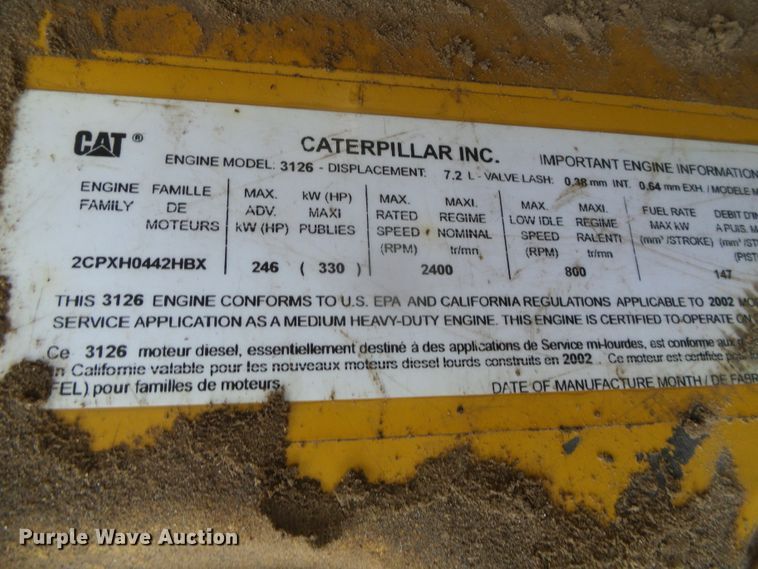 CAT ®
CATERPILLAR INC. IMPORTANT ENGINE INFORMATION
ENGINE MODEL: 3126 - DISPLACEMENT: 7.2 L - VALVE LASH: 0.38 mm INT. 0.64 mm EXH. / MODELE
ENGINE FAMILLE MAX. kW (HP) MAX. MAXI. MAX. MAXI. FUEL RATE DEBIT
FAMILY DE ADV. MAXI RATED REGIME LOW IDLE REGIME MAX kW A PUIS.
MOTEURS kW (HP) PUBLIES SPEED NOMINAL SPEED RALENTI (mm³/STROKE)
(RPM) tr/mn (RPM) tr/mn
2CPXH0442HBX 246 ( 330) 2400 800 147
THIS 3126 ENGINE CONFORMS TO U.S. EPA AND CALIFORNIA REGULATIONS APPLICABLE TO 2002
SERVICE APPLICATION AS A MEDIUM HEAVY-DUTY ENGINE. THIS ENGINE IS CERTIFIED TO OPERATE ON
Ce 3126 moteur diesel, essentiellement destiné à des applications de Service mi-lourdes, est conforme aux
en Californie valable pour les nouveaux moteurs diesel lourds construits en 2002 . Ce moteur est certifiée
FEL) pour familles de moteurs.
DATE OF MANUFACTURE MONTH / DE
Purple Wave Auction